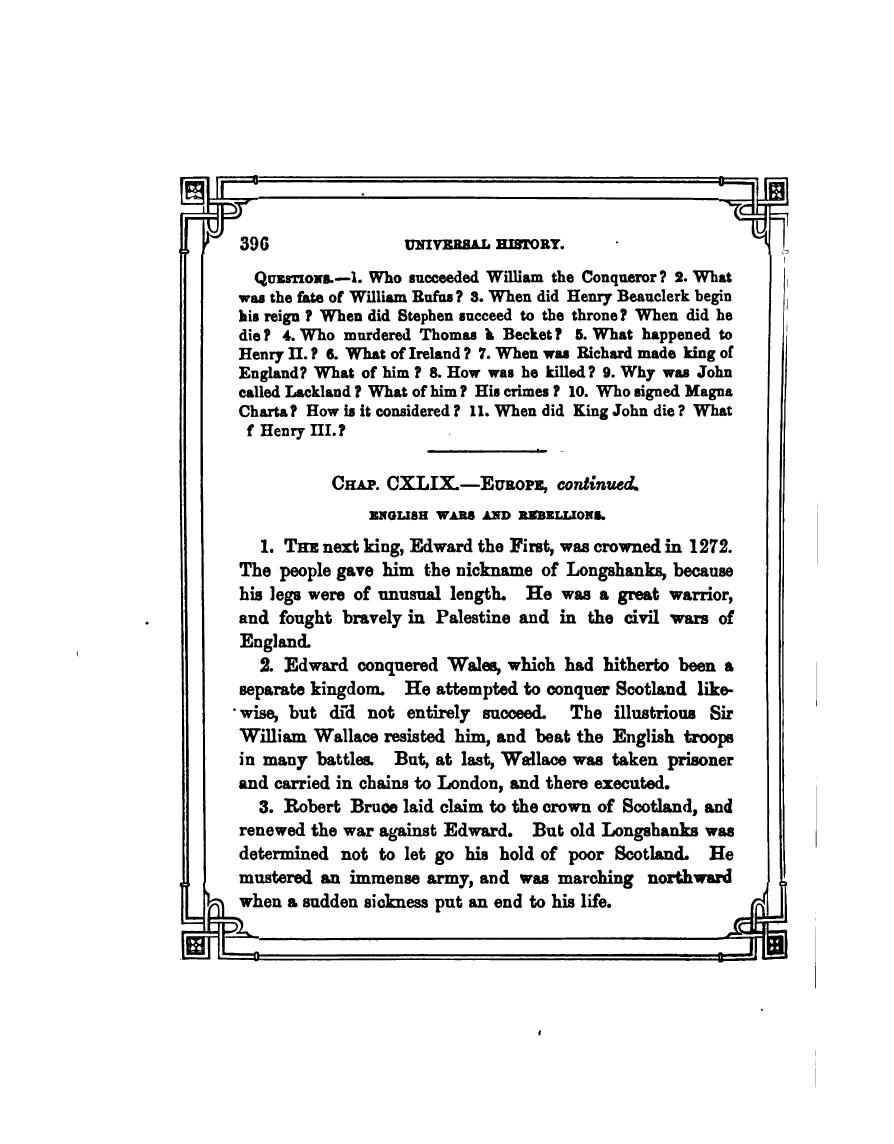 396 UNIVERSAL HISTORY.
QUESTIONS.—1. Who succeeded William the Conqueror? 2. What
was the fate of William Rufus? 3. When did Henry Beauclerk begin
his reign? When did Stephen succeed to the throne? When did he
die? 4. Who murdered Thomas à Becket? 5. What happened to
Henry II.? 6. What of Ireland? 7. When was Richard made king of
England? What of him? 8. How was he killed? 9. Why was John
called Lackland? What of him? His crimes? 10. Who signed Magna
Charta? How is it considered? 11. When did King John die? What
f Henry III.?
CHAP. CXLIX.—EUROPE, continued.
ENGLISH WARS AND REBELLIONS.
1. THE next king, Edward the First, was crowned in 1272.
The people gave him the nickname of Longshanks, because
his legs were of unusual length. He was a great warrior,
and fought bravely in Palestine and in the civil wars of
England.
2. Edward conquered Wales, which had hitherto been a
separate kingdom. He attempted to conquer Scotland like-
wise, but did not entirely succeed. The illustrious Sir
William Wallace resisted him, and beat the English troops
in many battles. But, at last, Wallace was taken prisoner
and carried in chains to London, and there executed.
3. Robert Bruce laid claim to the crown of Scotland, and
renewed the war against Edward. But old Longshanks was
determined not to let go his hold of poor Scotland. He
mustered an immense army, and was marching northward
when a sudden sickness put an end to his life.